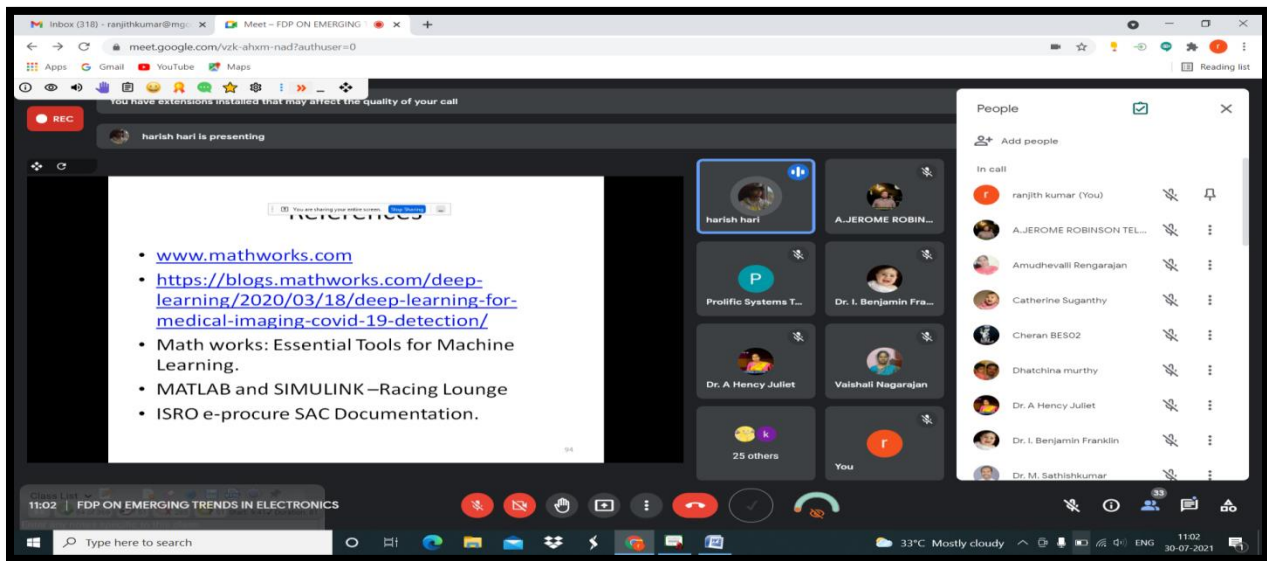 Inbox (318) - ranjithkumar@mgc
Meet – FDP ON EMERGING T
meet.google.com/vzk-ahxm-nad?authuser=0
Apps Gmail YouTube Maps
Reading list
You have extensions installed that may affect the quality of your call
REC
harish hari is presenting
You are sharing your entire screen. Stop Sharing
References
• www.mathworks.com
• https://blogs.mathworks.com/deep-
learning/2020/03/18/deep-learning-for-
medical-imaging-covid-19-detection/
• Math works: Essential Tools for Machine
Learning.
• MATLAB and SIMULINK –Racing Lounge
• ISRO e-procure SAC Documentation.
94
harish hari
A.JEROME ROBIN...
P
Prolific Systems T...
Dr. I. Benjamin Fra...
Dr. A Hency Juliet
Vaishali Nagarajan
k
25 others
r
You
People
Add people
In call
r
ranjith kumar (You)
A.JEROME ROBINSON TEL...
Amudhevalli Rengarajan
Catherine Suganthy
Cheran BES02
Dhatchina murthy
Dr. A Hency Juliet
Dr. I. Benjamin Franklin
Dr. M. Sathishkumar
Class List
11:02 | FDP ON EMERGING TRENDS IN ELECTRONICS
33
Type here to search
33°C Mostly cloudy
ENG
11:02
30-07-2021
1